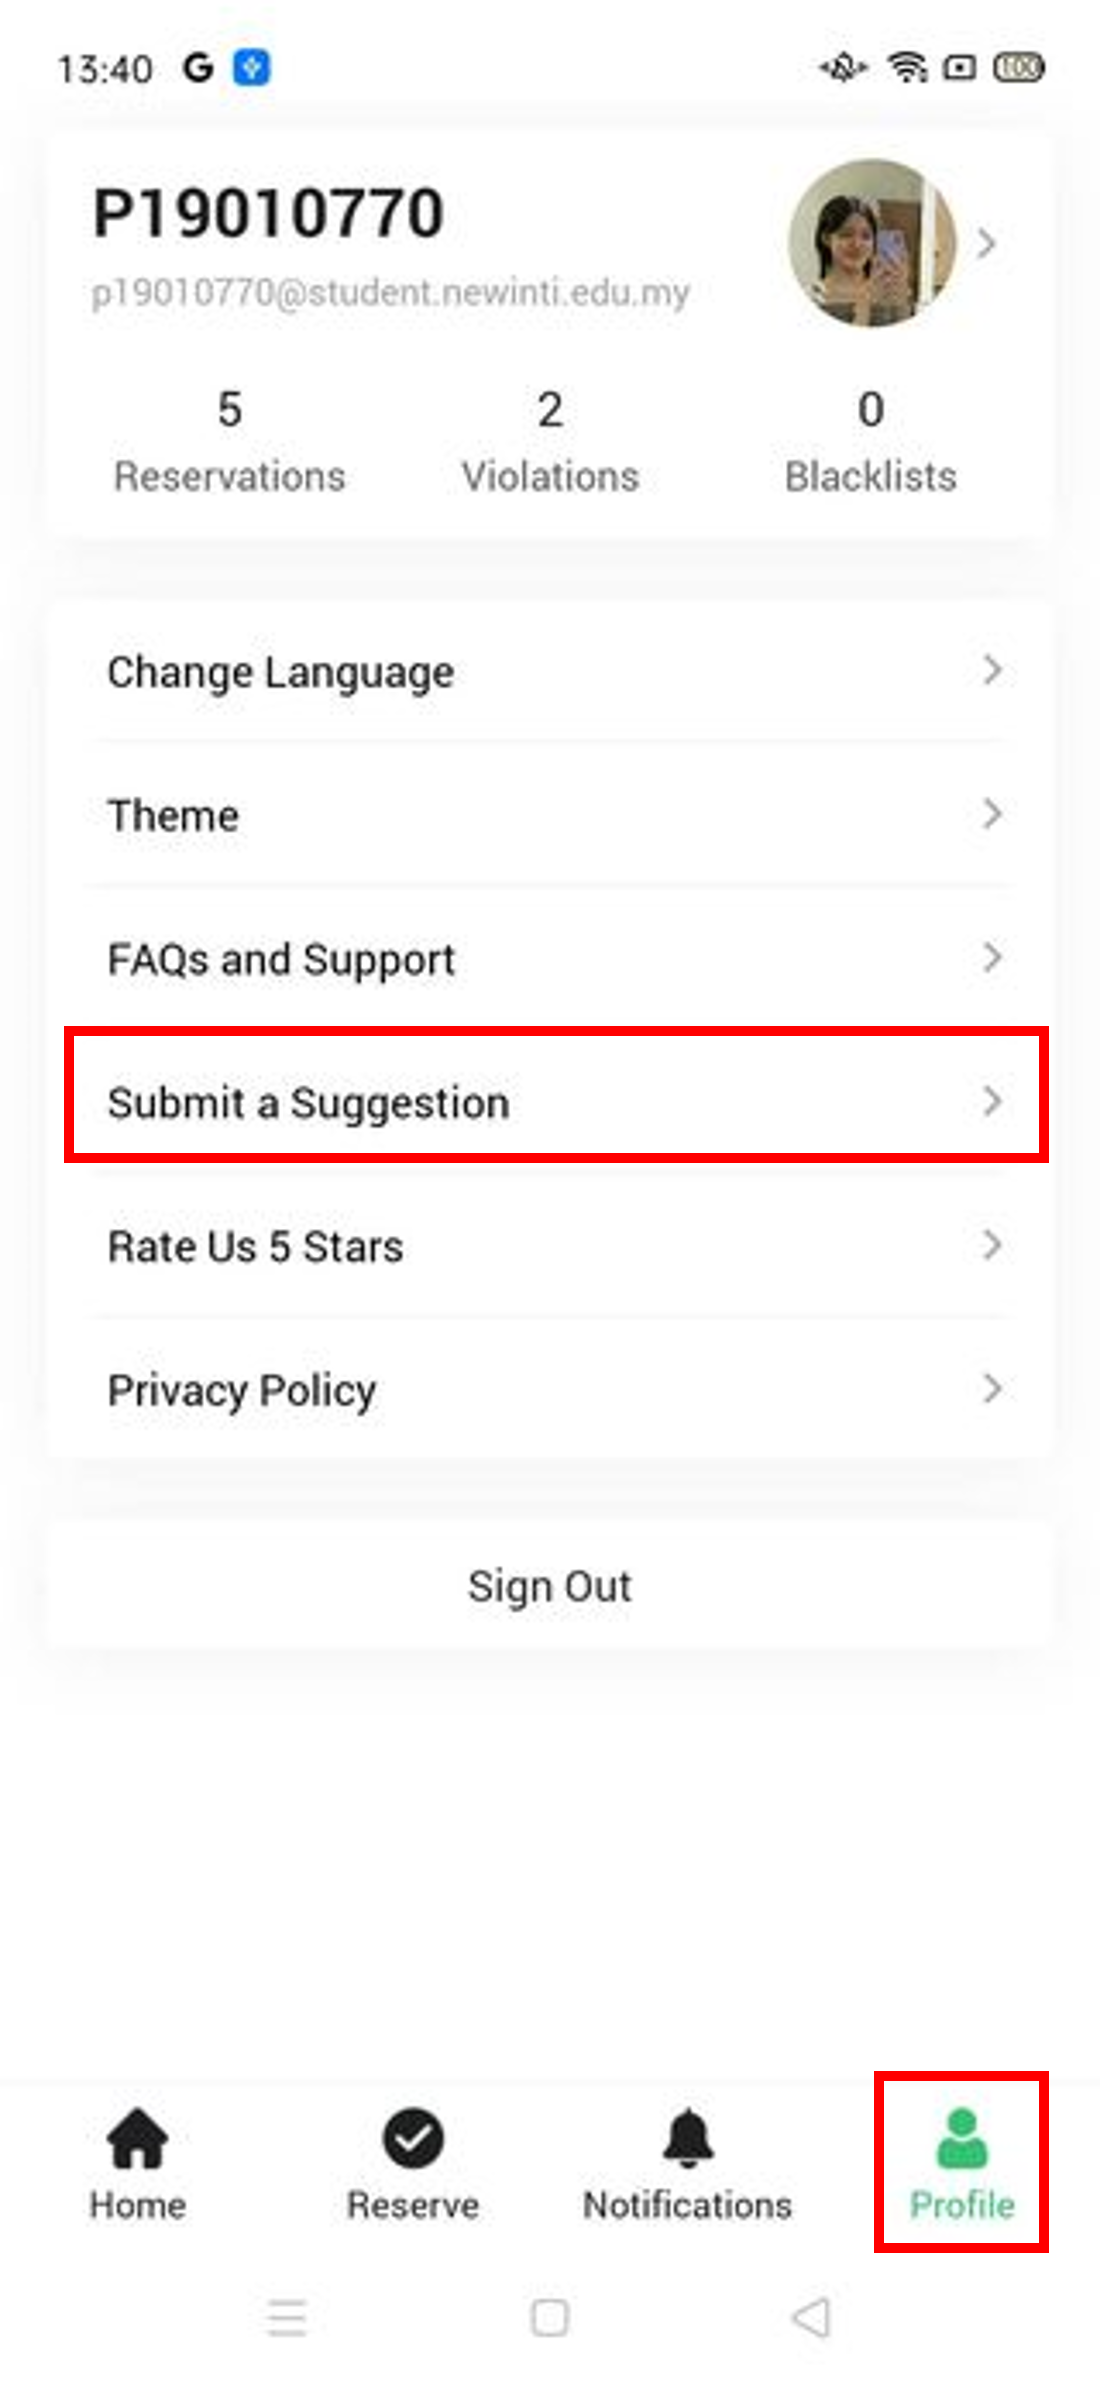 13:40 G 100
P19010770
p19010770@student.newinti.edu.my
5 2 0
Reservations Violations Blacklists
Change Language
Theme
FAQs and Support
Submit a Suggestion
Rate Us 5 Stars
Privacy Policy
Sign Out
Home Reserve Notifications Profile